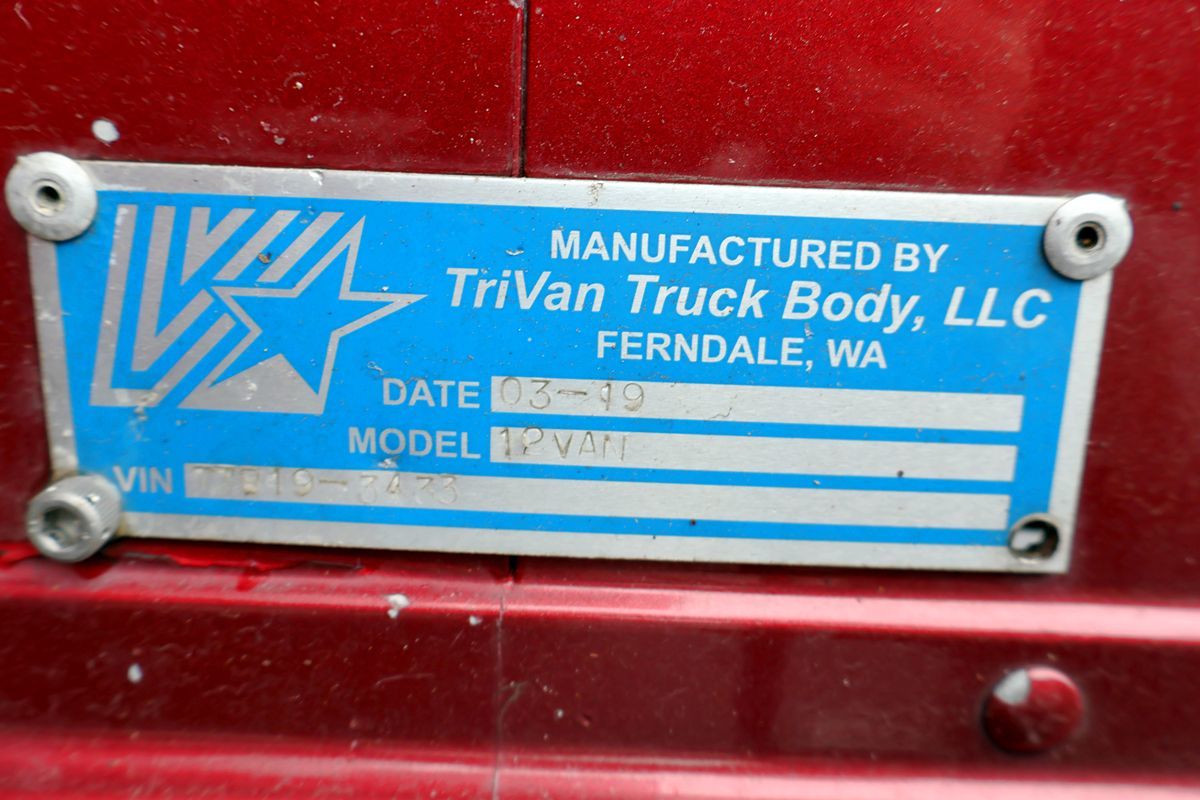 MANUFACTURED BY
TriVan Truck Body, LLC
FERNDALE, WA
DATE 03-19
MODEL 12VAN
VIN